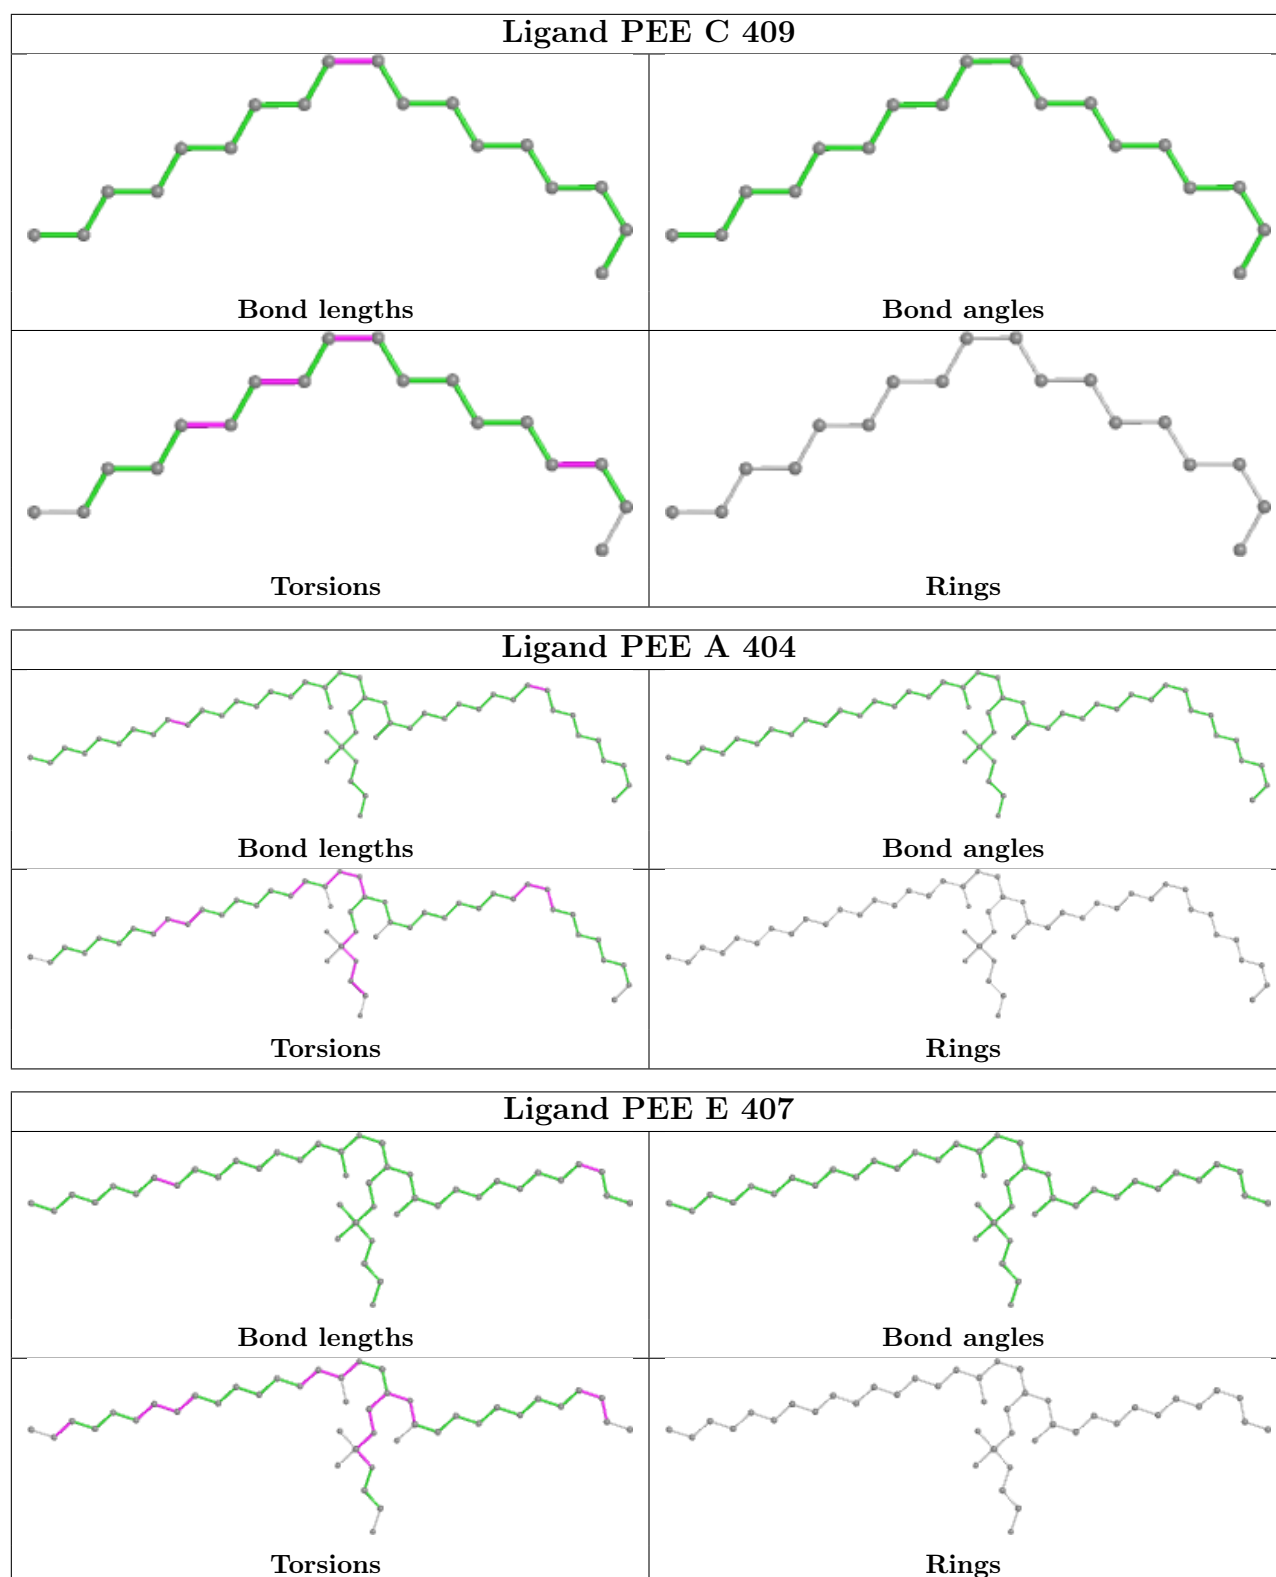 Ligand PEE C 409
Bond lengths
Bond angles
Torsions
Rings
Ligand PEE A 404
Bond lengths
Bond angles
Torsions
Rings
Ligand PEE E 407
Bond lengths
Bond angles
Torsions
Rings